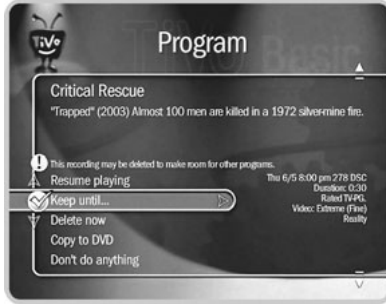 TiVo
Program
TiVo Basic
Critical Rescue
"Trapped" (2003) Almost 100 men are killed in a 1972 silver-mine fire.
This recording may be deleted to make room for other programs.
Resume playing
Thu 6/5 8:00 pm 278 DSC
Keep until...
Duration: 0:30
Rated TV-PG.
Delete now
Video: Extreme (Fine)
Reality
Copy to DVD
Don't do anything